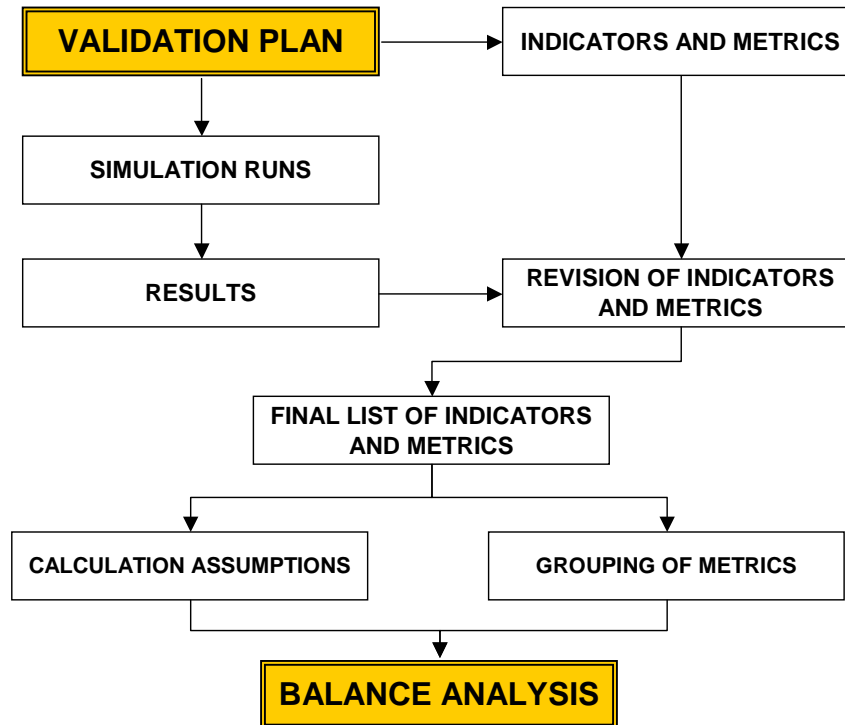 VALIDATION PLAN
INDICATORS AND METRICS
SIMULATION RUNS
RESULTS
REVISION OF INDICATORS
AND METRICS
FINAL LIST OF INDICATORS
AND METRICS
CALCULATION ASSUMPTIONS
GROUPING OF METRICS
BALANCE ANALYSIS